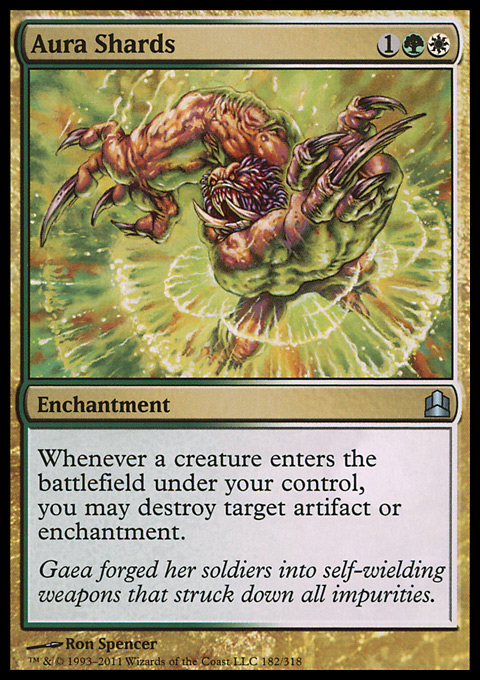 Aura Shards 1
Enchantment
Whenever a creature enters the
battlefield under your control,
you may destroy target artifact or
enchantment.
Gaea forged her soldiers into self-wielding
weapons that struck down all impurities.
Ron Spencer
™ & © 1993–2011 Wizards of the Coast LLC 182/318